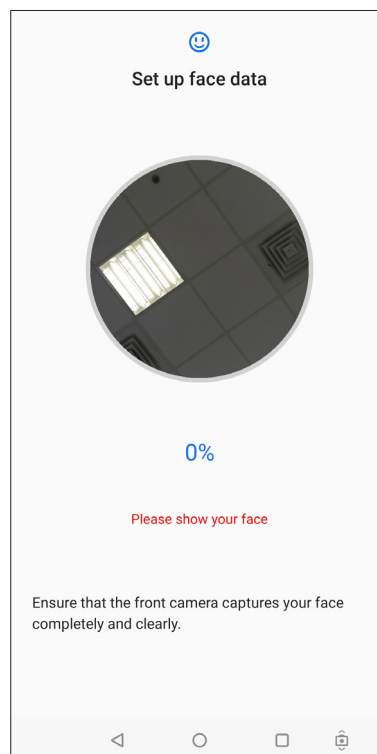 Set up face data
0%
Please show your face
Ensure that the front camera captures your face
completely and clearly.